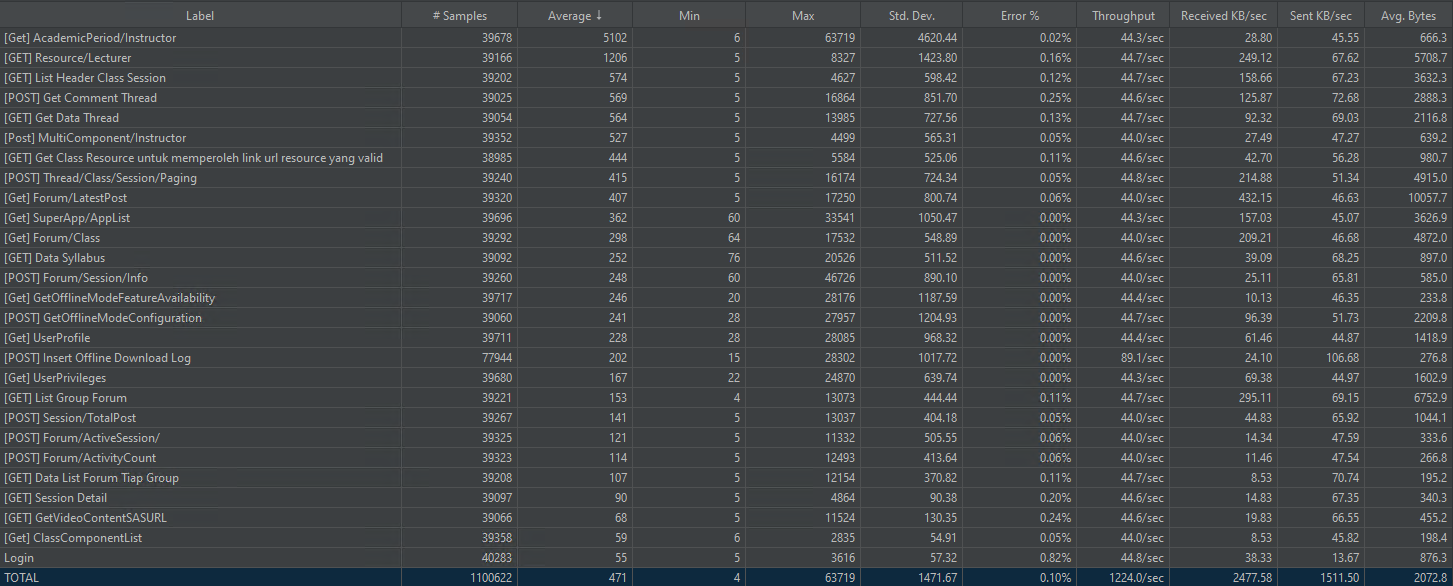 Label # Samples Average ↓ Min Max Std. Dev. Error % Throughput Received KB/sec Sent KB/sec Avg. Bytes
[Get] AcademicPeriod/Instructor 39678 5102 6 63719 4620.44 0.02% 44.3/sec 28.80 45.55 666.3
[GET] Resource/Lecturer 39166 1206 5 8327 1423.80 0.16% 44.7/sec 249.12 67.62 5708.7
[GET] List Header Class Session 39202 574 5 4627 598.42 0.12% 44.7/sec 158.66 67.23 3632.3
[POST] Get Comment Thread 39025 569 5 16864 851.70 0.25% 44.6/sec 125.87 72.68 2888.3
[GET] Get Data Thread 39054 564 5 13985 727.56 0.13% 44.7/sec 92.32 69.03 2116.8
[Post] MultiComponent/Instructor 39352 527 5 4499 565.31 0.05% 44.0/sec 27.49 47.27 639.2
[GET] Get Class Resource untuk memperoleh link url resource yang valid 38985 444 5 5584 525.06 0.11% 44.6/sec 42.70 56.28 980.7
[POST] Thread/Class/Session/Paging 39240 415 5 16174 724.34 0.05% 44.8/sec 214.88 51.34 4915.0
[Get] Forum/LatestPost 39320 407 5 17250 800.74 0.06% 44.0/sec 432.15 46.63 10057.7
[Get] SuperApp/AppList 39696 362 60 33541 1050.47 0.00% 44.3/sec 157.03 45.07 3626.9
[Get] Forum/Class 39292 298 64 17532 548.89 0.00% 44.0/sec 209.21 46.68 4872.0
[GET] Data Syllabus 39092 252 76 20526 511.52 0.00% 44.6/sec 39.09 68.25 897.0
[POST] Forum/Session/Info 39260 248 60 46726 890.10 0.00% 44.0/sec 25.11 65.81 585.0
[Get] GetOfflineModeFeatureAvailability 39717 246 20 28176 1187.59 0.00% 44.4/sec 10.13 46.35 233.8
[POST] GetOfflineModeConfiguration 39060 241 28 27957 1204.93 0.00% 44.7/sec 96.39 51.73 2209.8
[Get] UserProfile 39711 228 28 28085 968.32 0.00% 44.4/sec 61.46 44.87 1418.9
[POST] Insert Offline Download Log 77944 202 15 28302 1017.72 0.00% 89.1/sec 24.10 106.68 276.8
[Get] UserPrivileges 39680 167 22 24870 639.74 0.00% 44.3/sec 69.38 44.97 1602.9
[GET] List Group Forum 39221 153 4 13073 444.44 0.11% 44.7/sec 295.11 69.15 6752.9
[POST] Session/TotalPost 39267 141 5 13037 404.18 0.05% 44.0/sec 44.83 65.92 1044.1
[POST] Forum/ActiveSession/ 39325 121 5 11332 505.55 0.06% 44.0/sec 14.34 47.59 333.6
[POST] Forum/ActivityCount 39323 114 5 12493 413.64 0.06% 44.0/sec 11.46 47.54 266.8
[GET] Data List Forum Tiap Group 39208 107 5 12154 370.82 0.11% 44.7/sec 8.53 70.74 195.2
[GET] Session Detail 39097 90 5 4864 90.38 0.20% 44.6/sec 14.83 67.35 340.3
[GET] GetVideoContentSASURL 39066 68 5 11524 130.35 0.24% 44.6/sec 19.83 66.55 455.2
[Get] ClassComponentList 39358 59 6 2835 54.91 0.05% 44.0/sec 8.53 45.82 198.4
Login 40283 55 5 3616 57.32 0.82% 44.8/sec 38.33 13.67 876.3
TOTAL 1100622 471 4 63719 1471.67 0.10% 1224.0/sec 2477.58 1511.50 2072.8